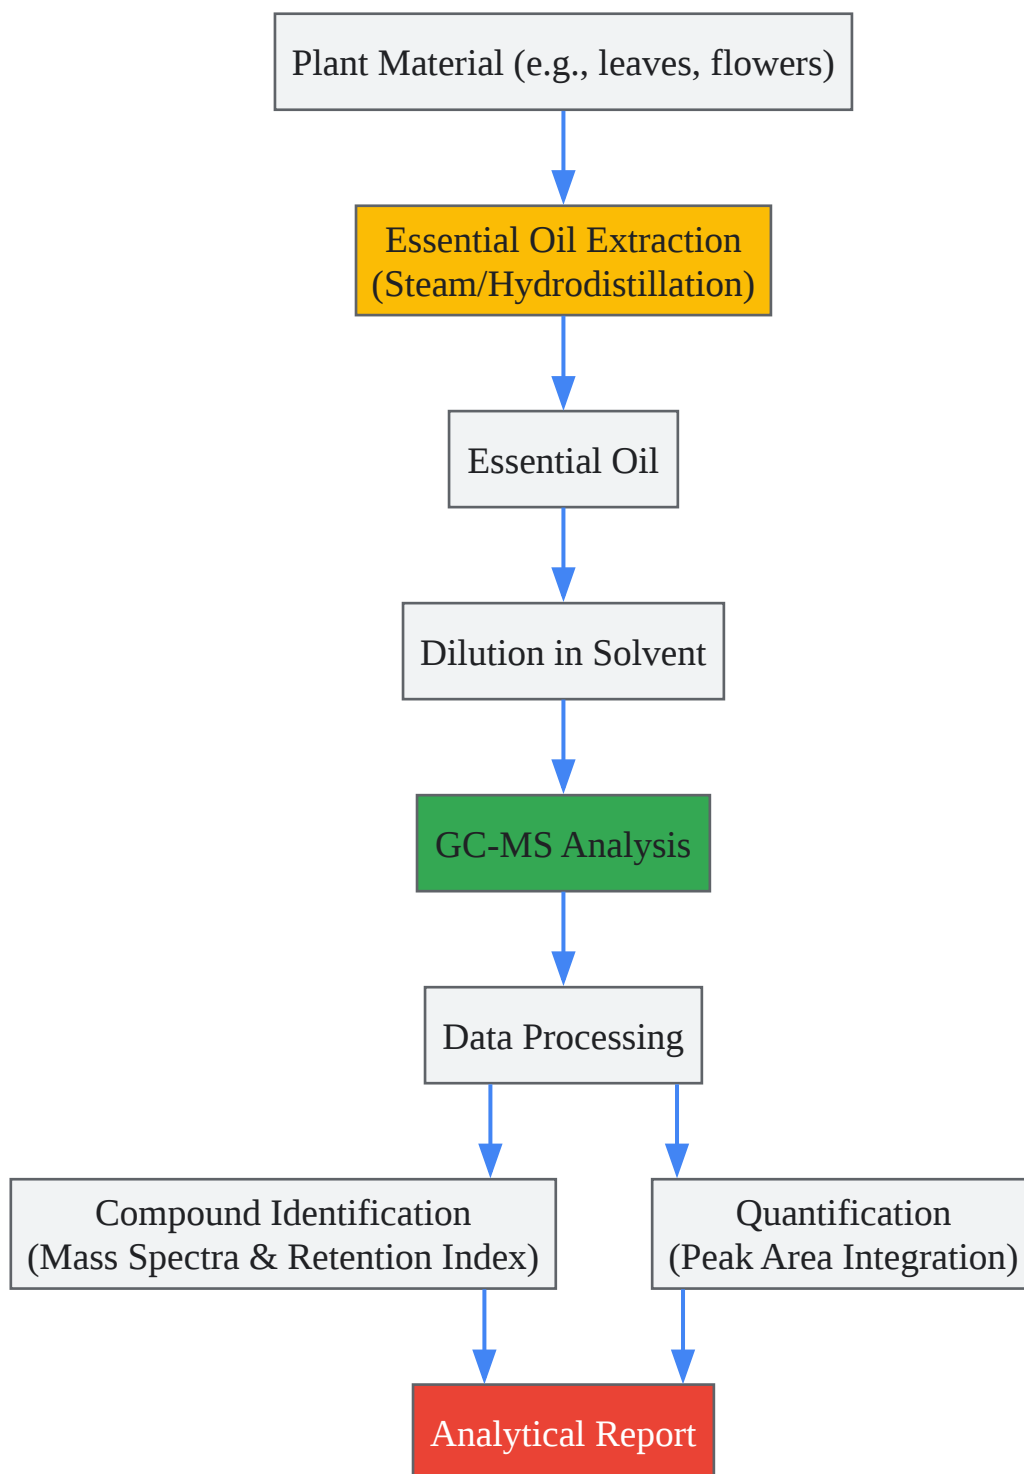 Plant Material (e.g., leaves, flowers)
Essential Oil Extraction
(Steam/Hydrodistillation)
Essential Oil
Dilution in Solvent
GC-MS Analysis
Data Processing
Compound Identification
(Mass Spectra & Retention Index)
Quantification
(Peak Area Integration)
Analytical Report